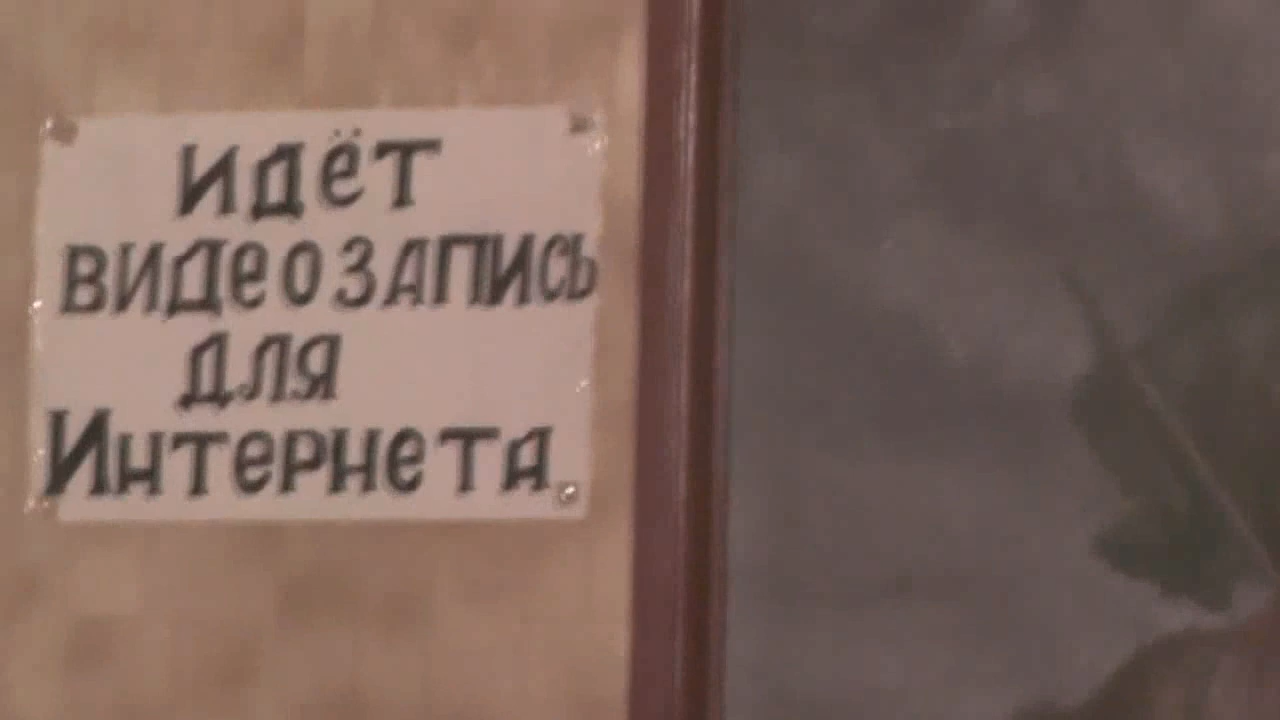 идёт
видеозапись
для
Интернета.